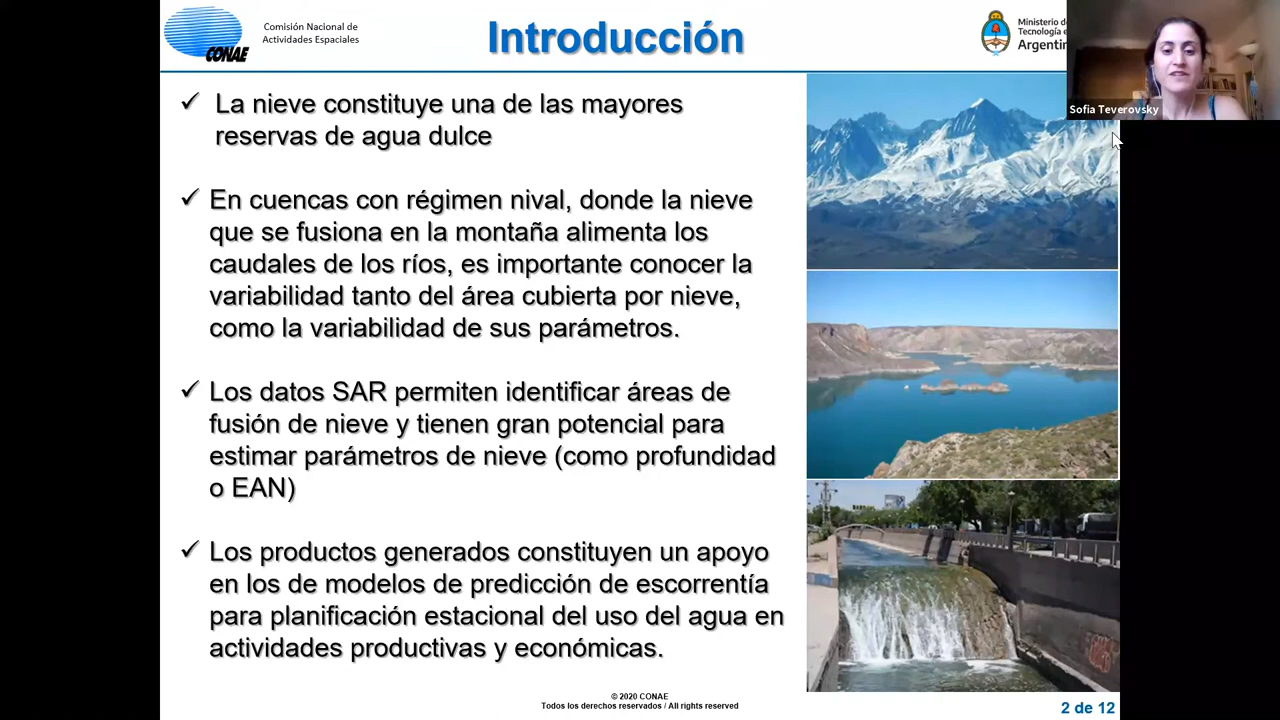 Comisión Nacional de
Actividades Espaciales
CONAE
Introducción
Ministerio de
Tecnología e
Argentin
Sofia Teverovsky
✓ La nieve constituye una de las mayores
reservas de agua dulce
✓ En cuencas con régimen nival, donde la nieve
que se fusiona en la montaña alimenta los
caudales de los ríos, es importante conocer la
variabilidad tanto del área cubierta por nieve,
como la variabilidad de sus parámetros.
✓ Los datos SAR permiten identificar áreas de
fusión de nieve y tienen gran potencial para
estimar parámetros de nieve (como profundidad
o EAN)
✓ Los productos generados constituyen un apoyo
en los de modelos de predicción de escorrentía
para planificación estacional del uso del agua en
actividades productivas y económicas.
© 2020 CONAE
Todos los derechos reservados / All rights reserved
2 de 12